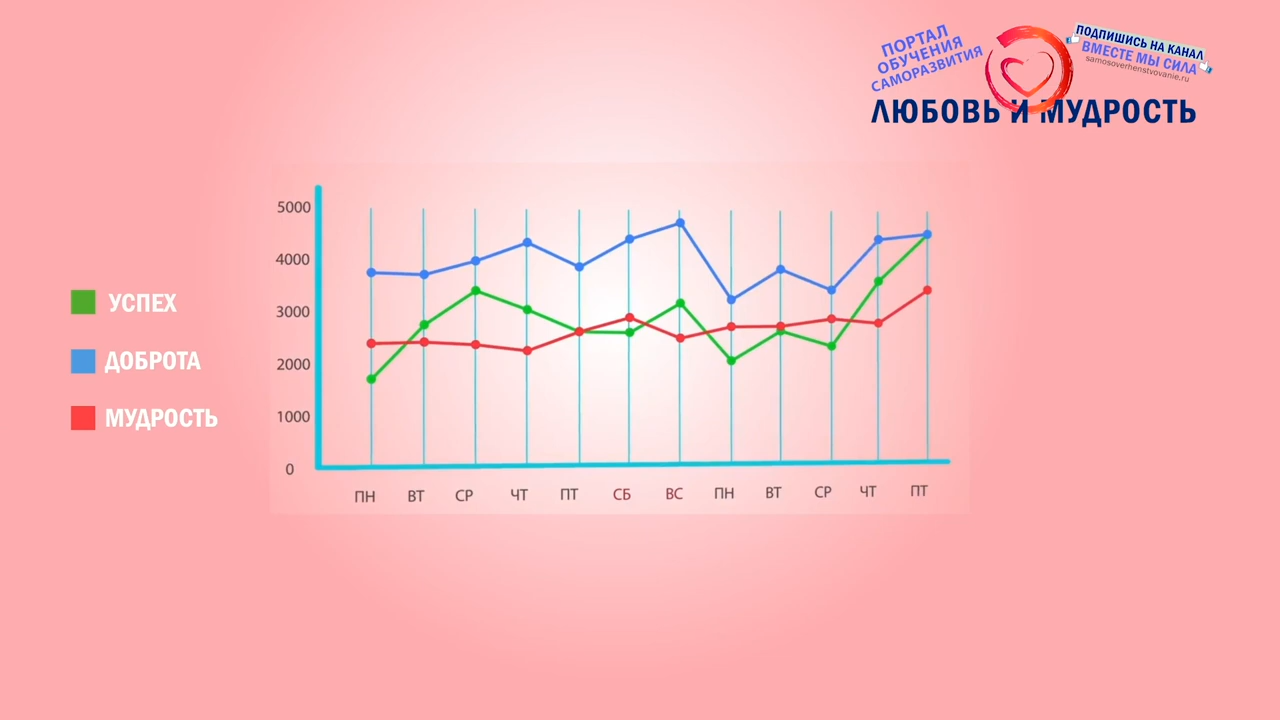 ПОРТАЛ
ОБУЧЕНИЯ
САМОРАЗВИТИЯ
ПОДПИШИСЬ НА КАНАЛ
ВМЕСТЕ МЫ СИЛА
samosoverhenstvovanie.ru
ЛЮБОВЬ И МУДРОСТЬ
5000
4000
3000
2000
1000
0
УСПЕХ
ДОБРОТА
МУДРОСТЬ
ПН ВТ СР ЧТ ПТ СБ ВС ПН ВТ СР ЧТ ПТ